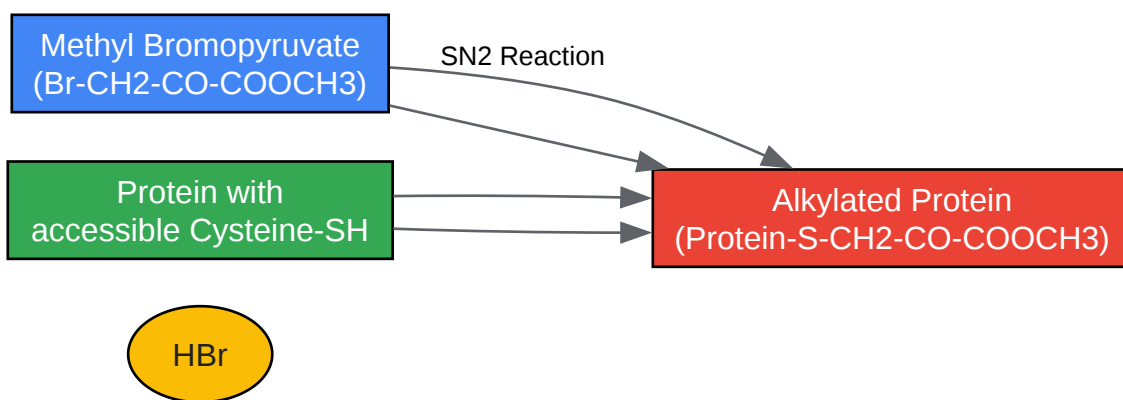 Methyl Bromopyruvate
(Br-CH2-CO-COOCH3)
SN2 Reaction
Protein with
accessible Cysteine-SH
Alkylated Protein
(Protein-S-CH2-CO-COOCH3)
HBr